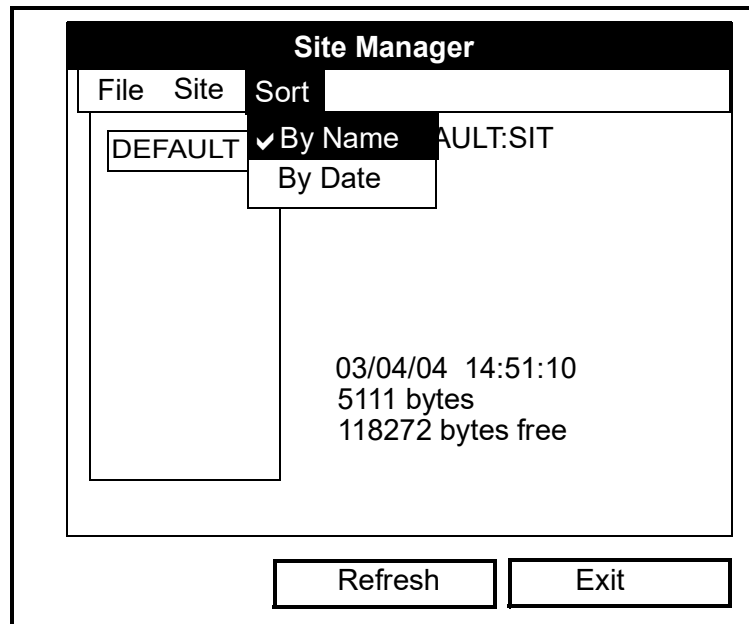 Site Manager
File Site Sort
DEFAULT
By Name
AULT:SIT
By Date
03/04/04 14:51:10
5111 bytes
118272 bytes free
Refresh
Exit